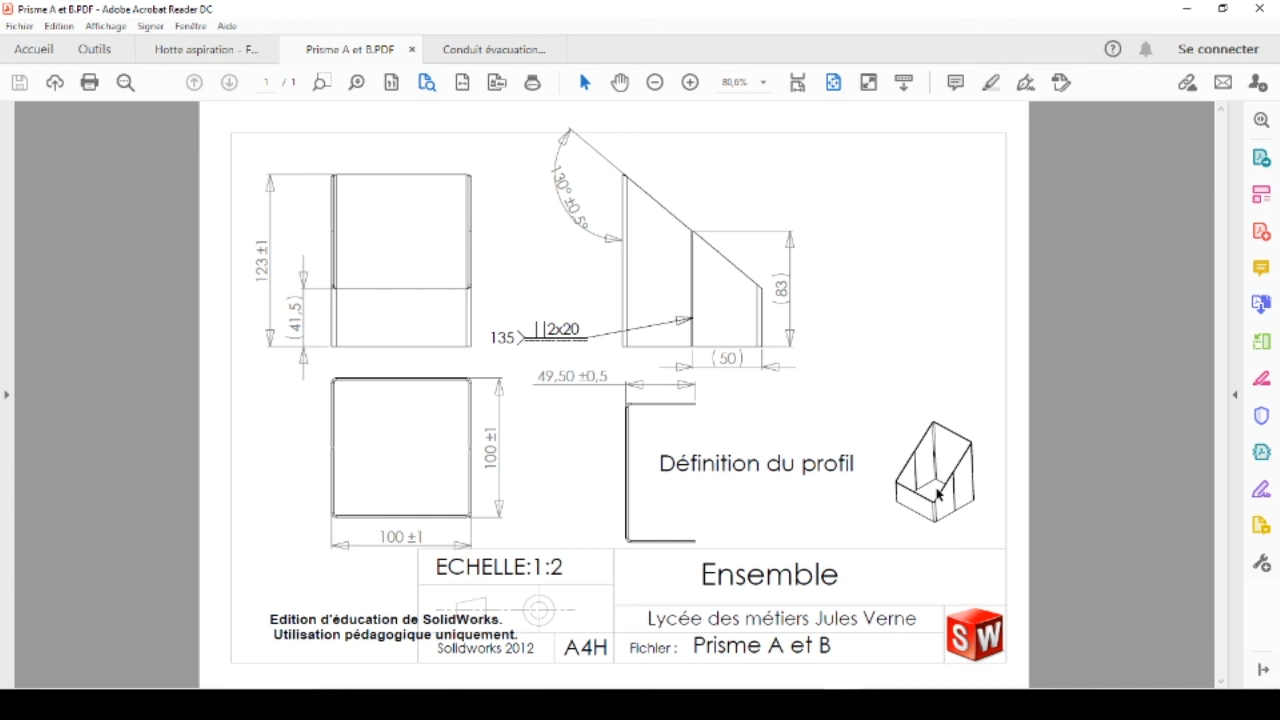 Prisme A et B.PDF - Adobe Acrobat Reader DC
Fichier Edition Affichage Signer Fenêtre Aide
Accueil Outils Hotte aspiration - F... Prisme A et B.PDF × Conduit évacuation... Se connecter
1 / 1 80,6%
130° ±0,5°
123 ±1
(41,5)
(83)
135 ||2x20
(50)
49,50 ±0,5
100 ±1
Définition du profil
100 ±1
ECHELLE:1:2
Ensemble
Edition d'éducation de SolidWorks.
Utilisation pédagogique uniquement.
Lycée des métiers Jules Verne
Solidworks 2012 A4H Fichier : Prisme A et B
SW